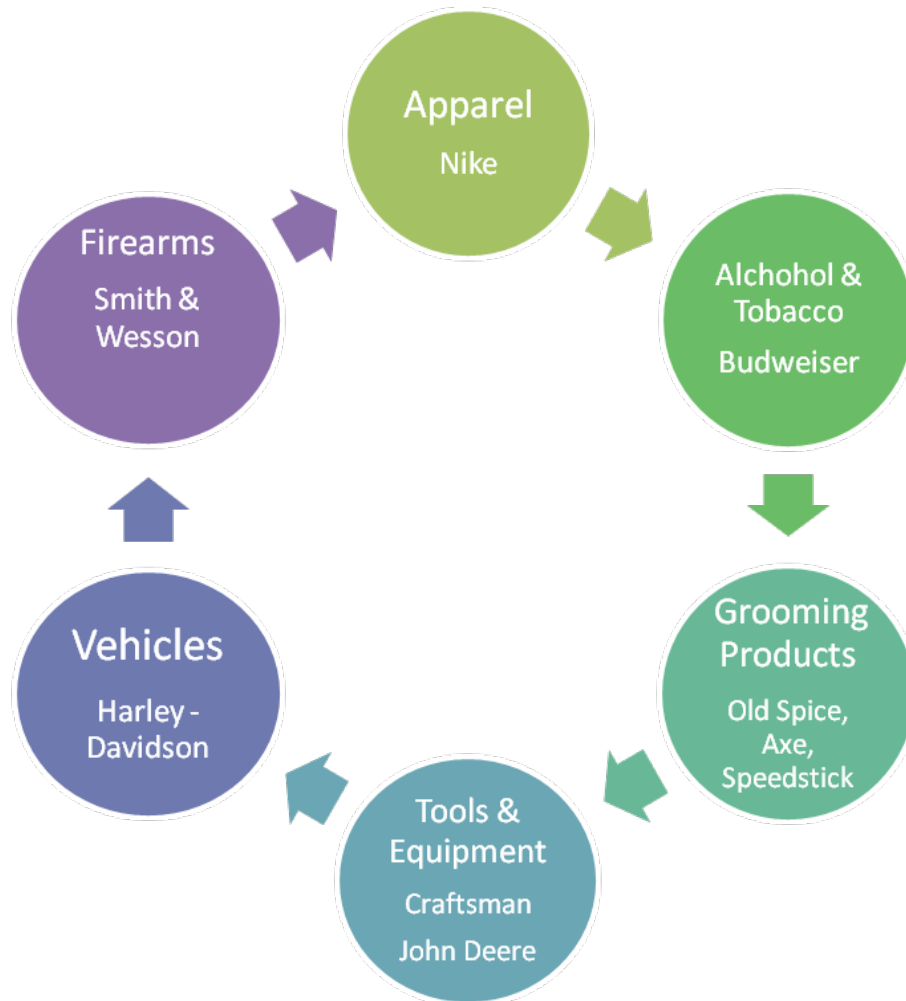 Apparel
Nike
Alchohol &
Tobacco
Budweiser
Grooming
Products
Old Spice,
Axe,
Speedstick
Tools &
Equipment
Craftsman
John Deere
Vehicles
Harley -
Davidson
Firearms
Smith &
Wesson